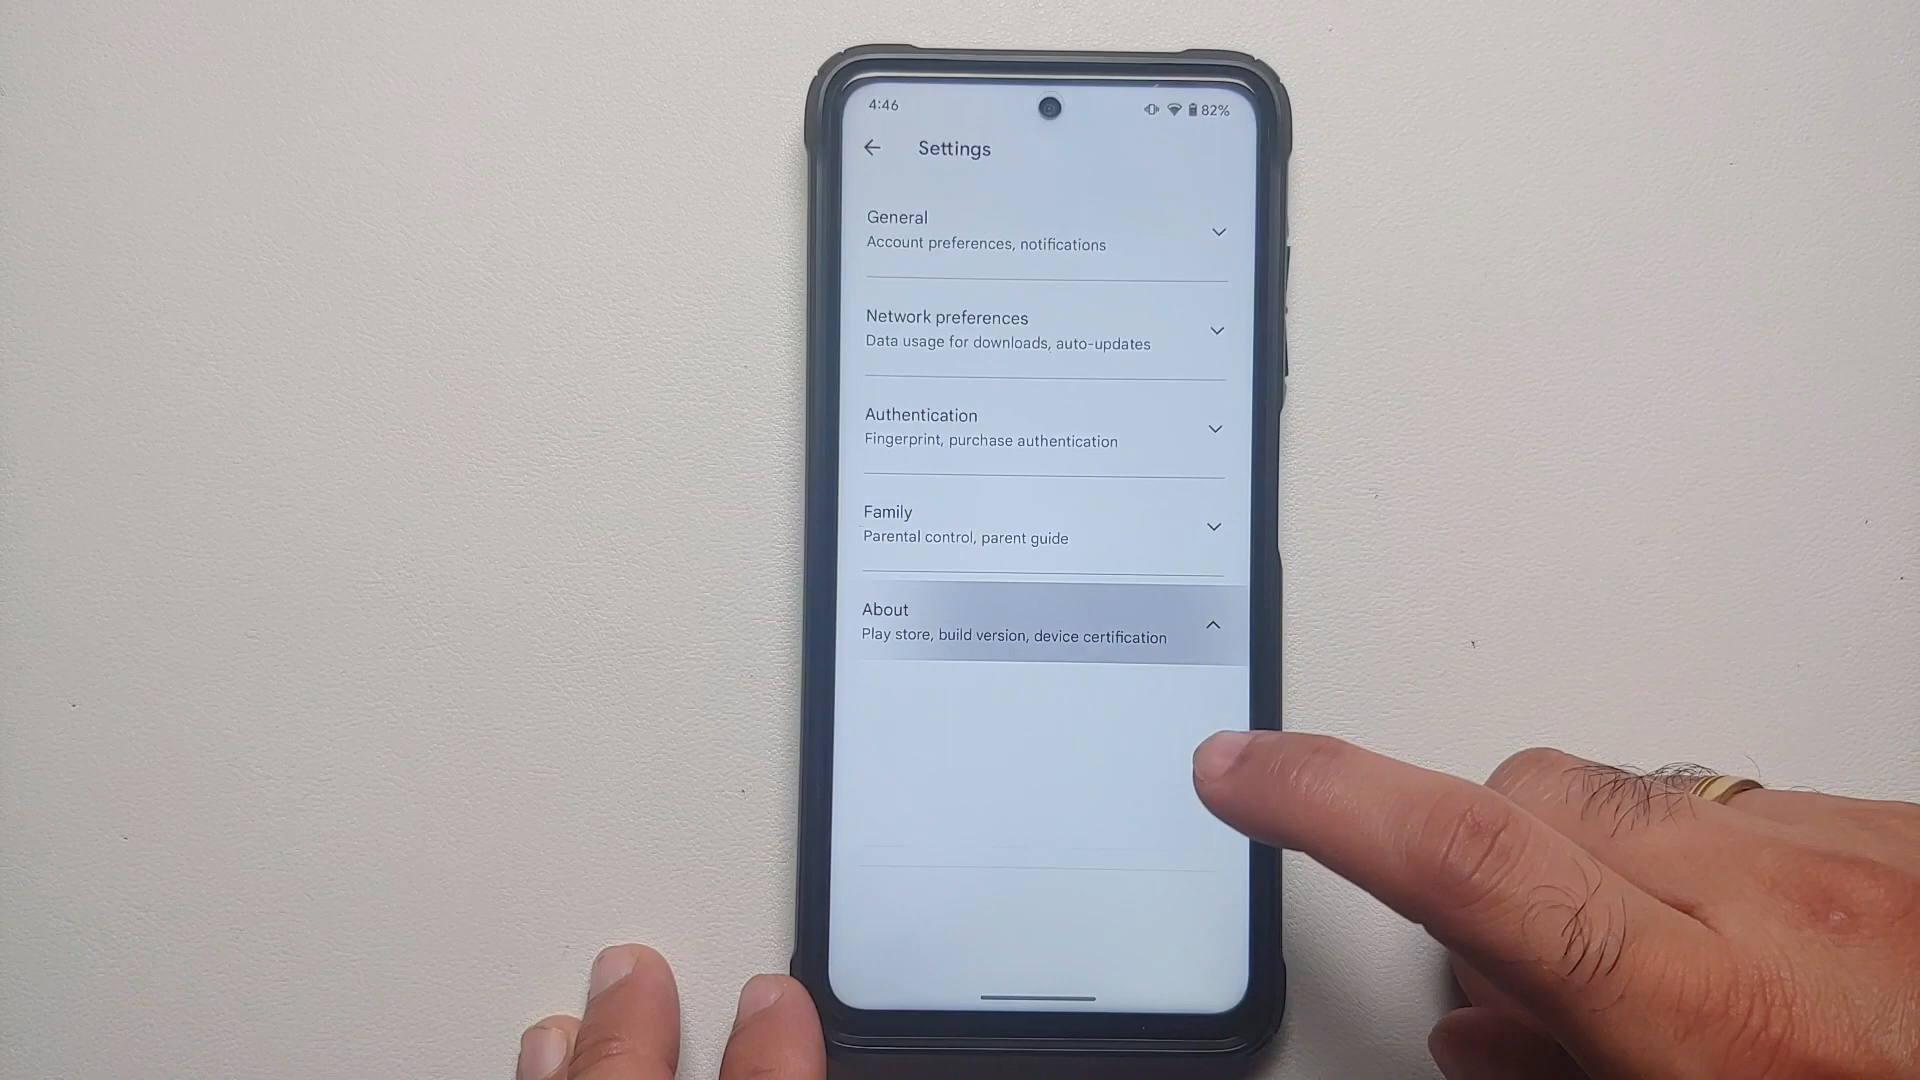 4:46
82%
Settings
General
Account preferences, notifications
Network preferences
Data usage for downloads, auto-updates
Authentication
Fingerprint, purchase authentication
Family
Parental control, parent guide
About
Play store, build version, device certification